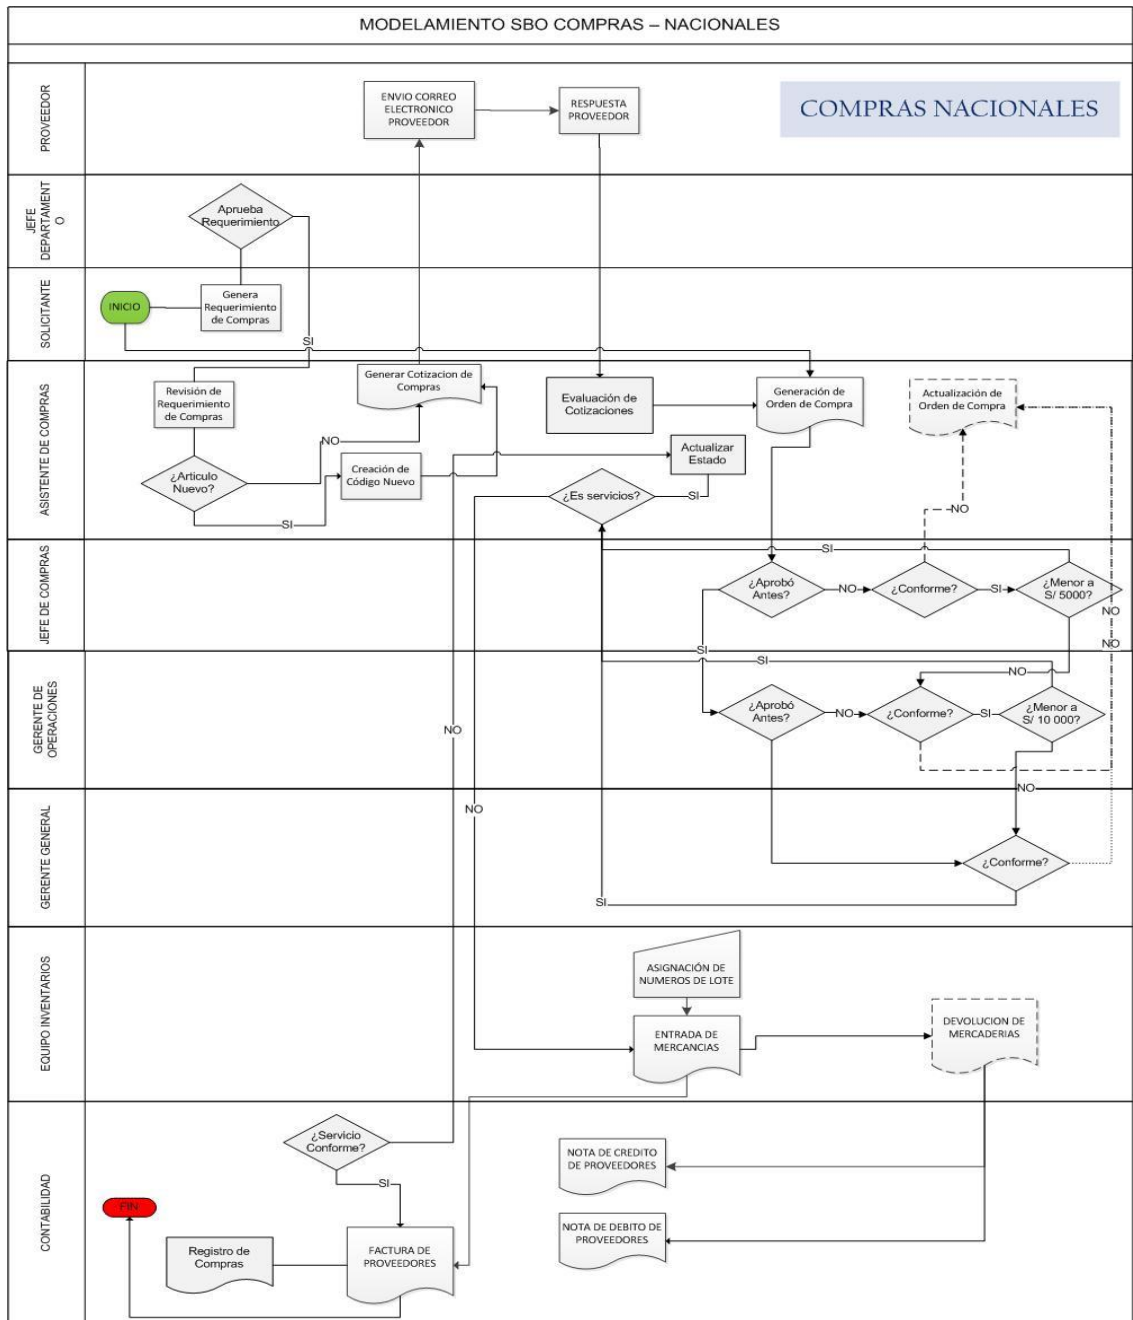 MODELAMIENTO SBO COMPRAS – NACIONALES
PROVEEDOR
ENVIO CORREO
ELECTRONICO
PROVEEDOR
RESPUESTA
PROVEEDOR
COMPRAS NACIONALES
JEFE
DEPARTAMENT
O
Aprueba
Requerimiento
SOLICITANTE
INICIO
Genera
Requerimiento
de Compras
SI
ASISTENTE DE COMPRAS
Revisión de
Requerimiento
de Compras
Generar Cotizacion de
Compras
Evaluación de
Cotizaciones
Generación de
Orden de Compra
Actualización de
Orden de Compra
NO
¿Articulo
Nuevo?
Creación de
Código Nuevo
Actualizar
Estado
¿Es servicios?
SI
SI
NO
JEFE DE COMPRAS
SI
¿Aprobó
Antes?
NO
¿Conforme?
SI
¿Menor a
S/ 5000?
NO
NO
SI
GERENTE DE
OPERACIONES
SI
NO
¿Aprobó
Antes?
NO
¿Conforme?
SI
¿Menor a
S/ 10 000?
NO
NO
GERENTE GENERAL
NO
¿Conforme?
SI
EQUIPO INVENTARIOS
ASIGNACIÓN DE
NUMEROS DE LOTE
ENTRADA DE
MERCANCIAS
DEVOLUCION DE
MERCADERIAS
CONTABILIDAD
¿Servicio
Conforme?
SI
NOTA DE CREDITO
DE PROVEEDORES
FIN
NOTA DE DEBITO DE
PROVEEDORES
Registro de
Compras
FACTURA DE
PROVEEDORES